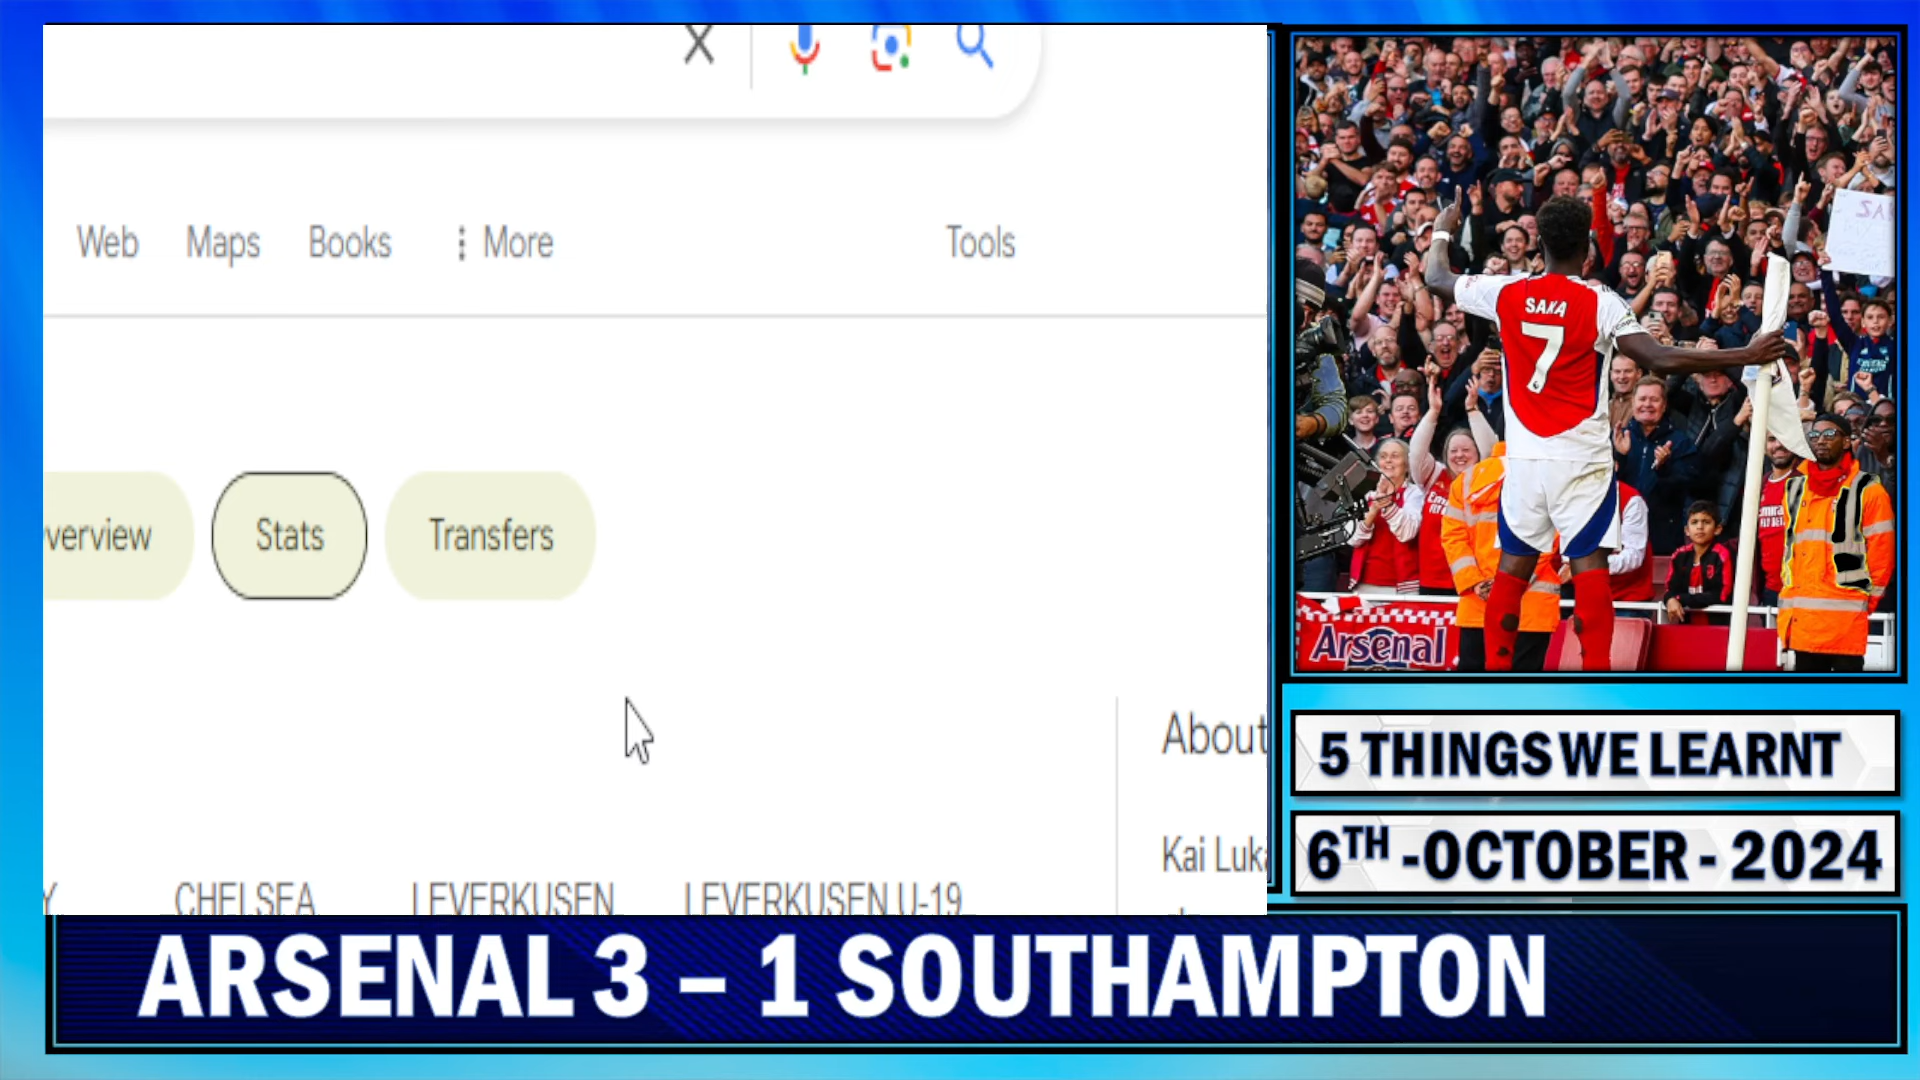 Web Maps Books More Tools
verview Stats Transfers
About
Kai Luka
Y CHELSEA LEVERKUSEN LEVERKUSEN U-19
SAKA
7
Arsenal
5 THINGS WE LEARNT
6TH -OCTOBER - 2024
ARSENAL 3 – 1 SOUTHAMPTON